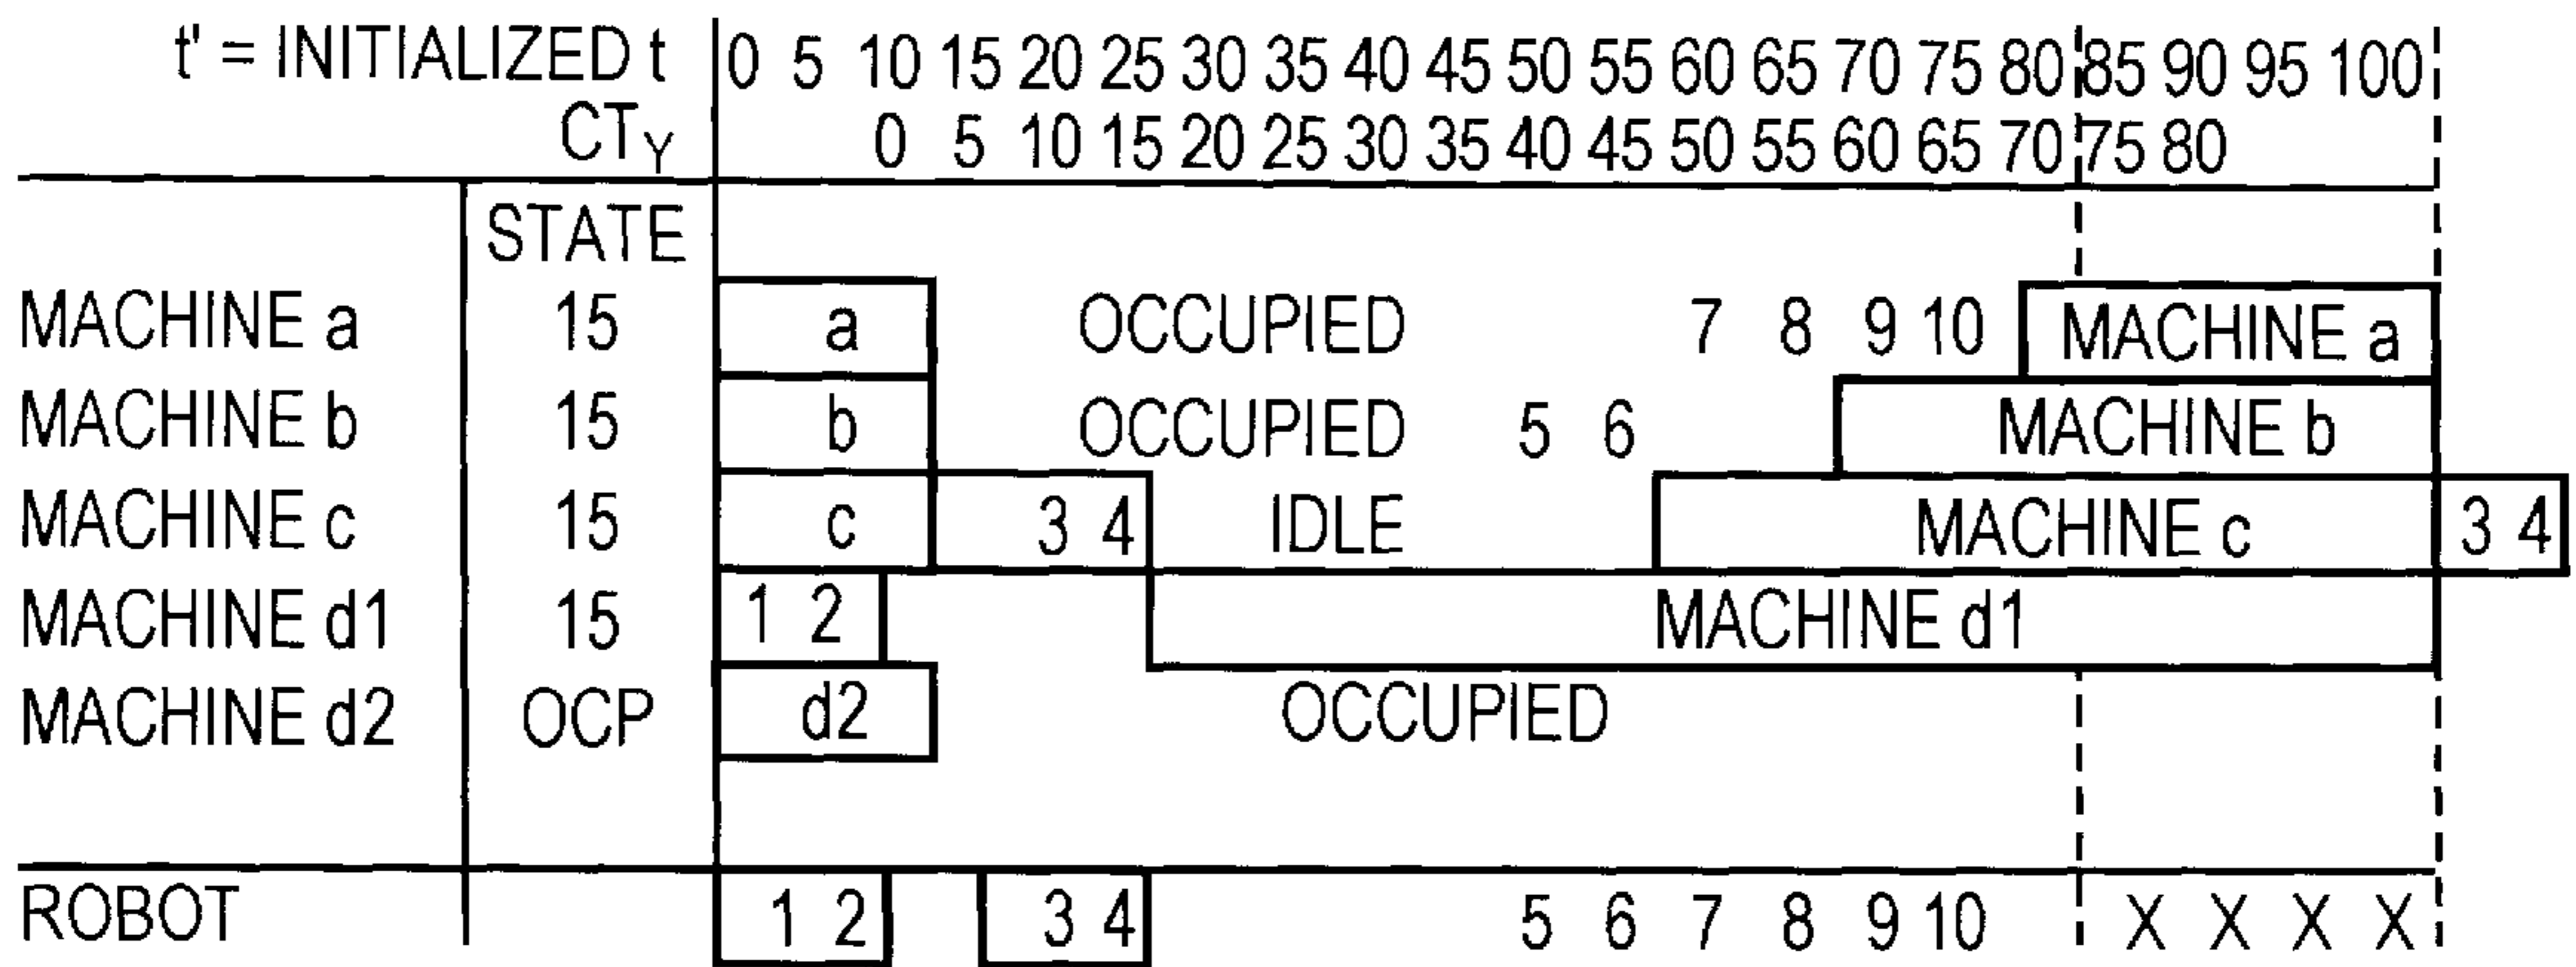 t' = INITIALIZED t 0 5 10 15 20 25 30 35 40 45 50 55 60 65 70 75 80 85 90 95 100
CTY 0 5 10 15 20 25 30 35 40 45 50 55 60 65 70 75 80
STATE
MACHINE a 15 a OCCUPIED 7 8 9 10 MACHINE a
MACHINE b 15 b OCCUPIED 5 6 MACHINE b
MACHINE c 15 c 3 4 IDLE MACHINE c 3 4
MACHINE d1 15 1 2 MACHINE d1
MACHINE d2 OCP d2 OCCUPIED
ROBOT 1 2 3 4 5 6 7 8 9 10 X X X X